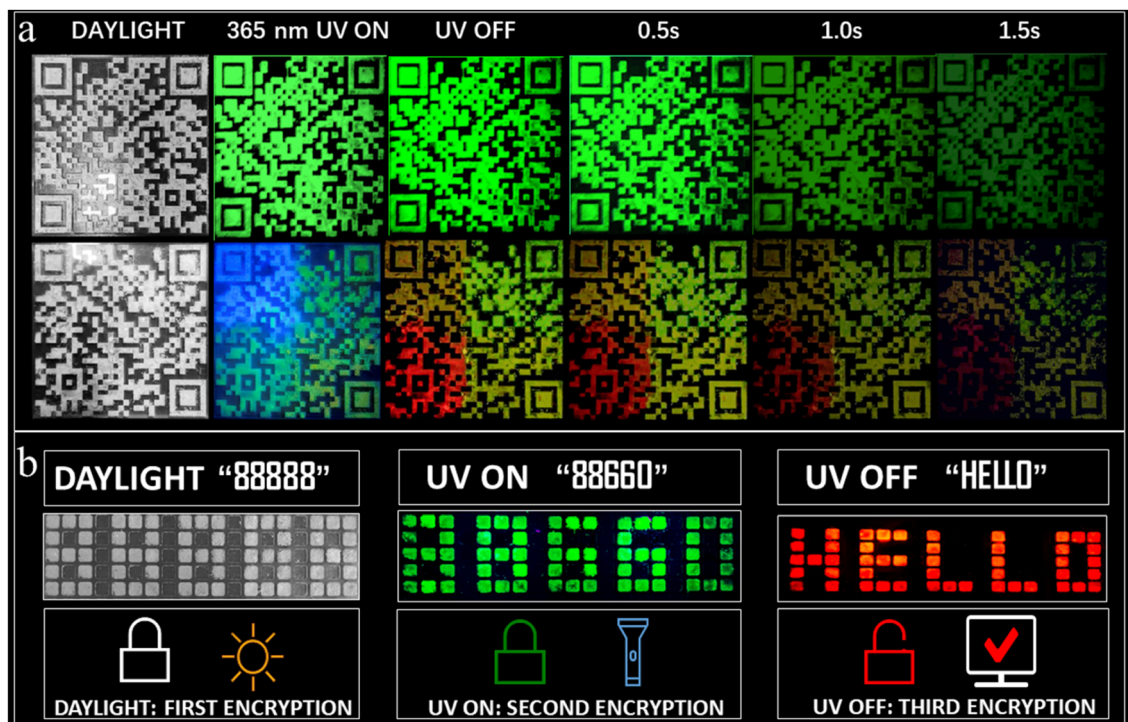 a
DAYLIGHT 365 nm UV ON UV OFF 0.5s 1.0s 1.5s
b
DAYLIGHT “88888”
UV ON “88660”
UV OFF “HELLO”
HELLO
DAYLIGHT: FIRST ENCRYPTION
UV ON: SECOND ENCRYPTION
UV OFF: THIRD ENCRYPTION